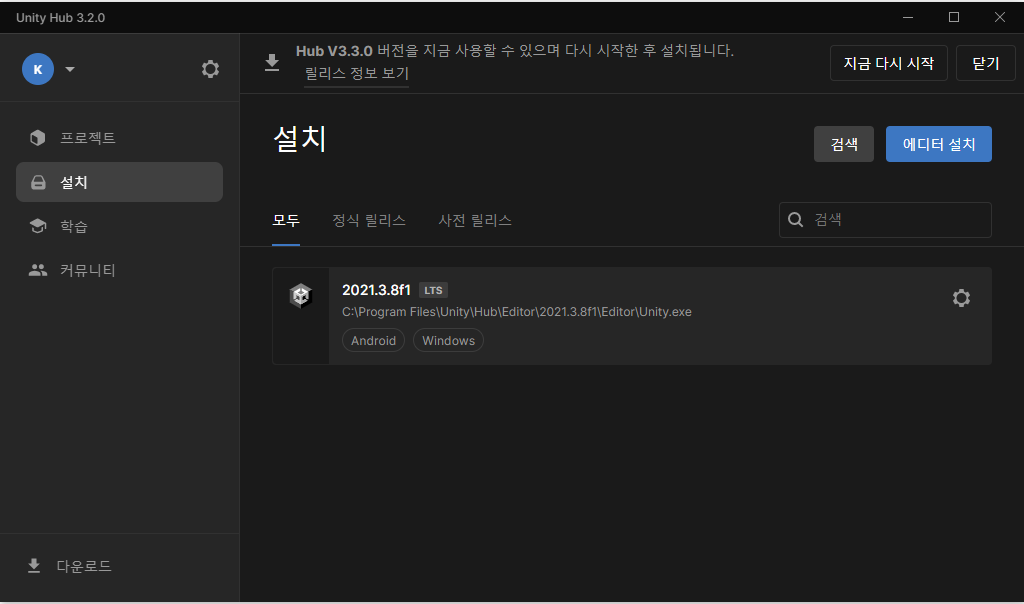 Unity Hub 3.2.0
K
Hub V3.3.0 버전을 지금 사용할 수 있으며 다시 시작한 후 설치됩니다.
릴리스 정보 보기
지금 다시 시작
닫기
프로젝트
설치
학습
커뮤니티
다운로드
설치
검색
에디터 설치
모두
정식 릴리스
사전 릴리스
검색
2021.3.8f1 LTS
C:\Program Files\Unity\Hub\Editor\2021.3.8f1\Editor\Unity.exe
Android Windows